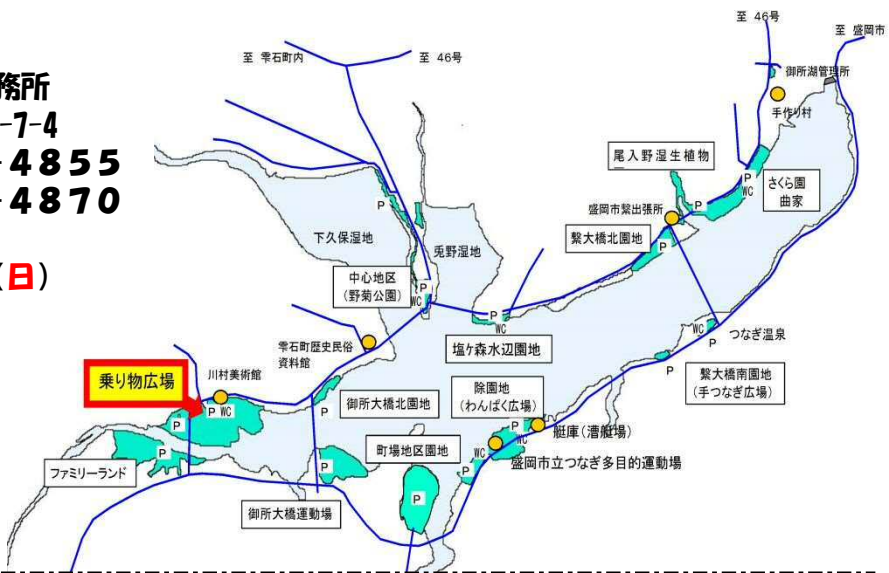 務所
-7-4
-4855
-4870
(日)
至 雫石町内
至 46号
至 46号
至 盛岡市
御所湖管理所
手作り村
尾入野湿生植物
P
WC
さくら園
曲家
P
盛岡市繋出張所
繋大橋北園地
P
P
下久保湿地
兎野湿地
中心地区
(野菊公園)
P
WC
P
WC
塩ケ森水辺園地
つなぎ温泉
P
P
繋大橋南園地
(手つなぎ広場)
雫石町歴史民俗
資料館
川村美術館
乗り物広場
P WC
P
P
御所大橋北園地
除園地
(わんぱく広場)
P
WC
艇庫(漕艇場)
WC
P
盛岡市立つなぎ多目的運動場
町場地区園地
P
P
ファミリーランド
P
御所大橋運動場